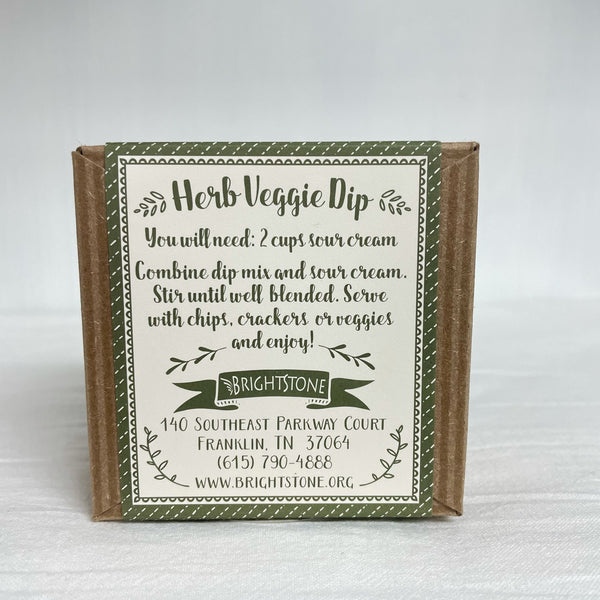 Herb Veggie Dip
You will need: 2 cups sour cream
Combine dip mix and sour cream.
Stir until well blended. Serve
with chips, crackers or veggies
and enjoy!
BRIGHTSTONE
140 SOUTHEAST PARKWAY COURT
FRANKLIN, TN 37064
(615) 790-4888
WWW.BRIGHTSTONE.ORG